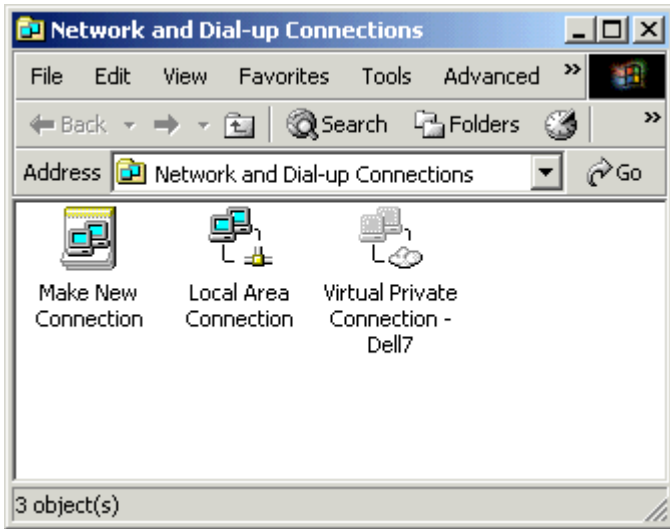 Network and Dial-up Connections
File Edit View Favorites Tools Advanced »
Back Search Folders »
Address Network and Dial-up Connections Go
Make New Connection
Local Area Connection
Virtual Private Connection - Dell7
3 object(s)